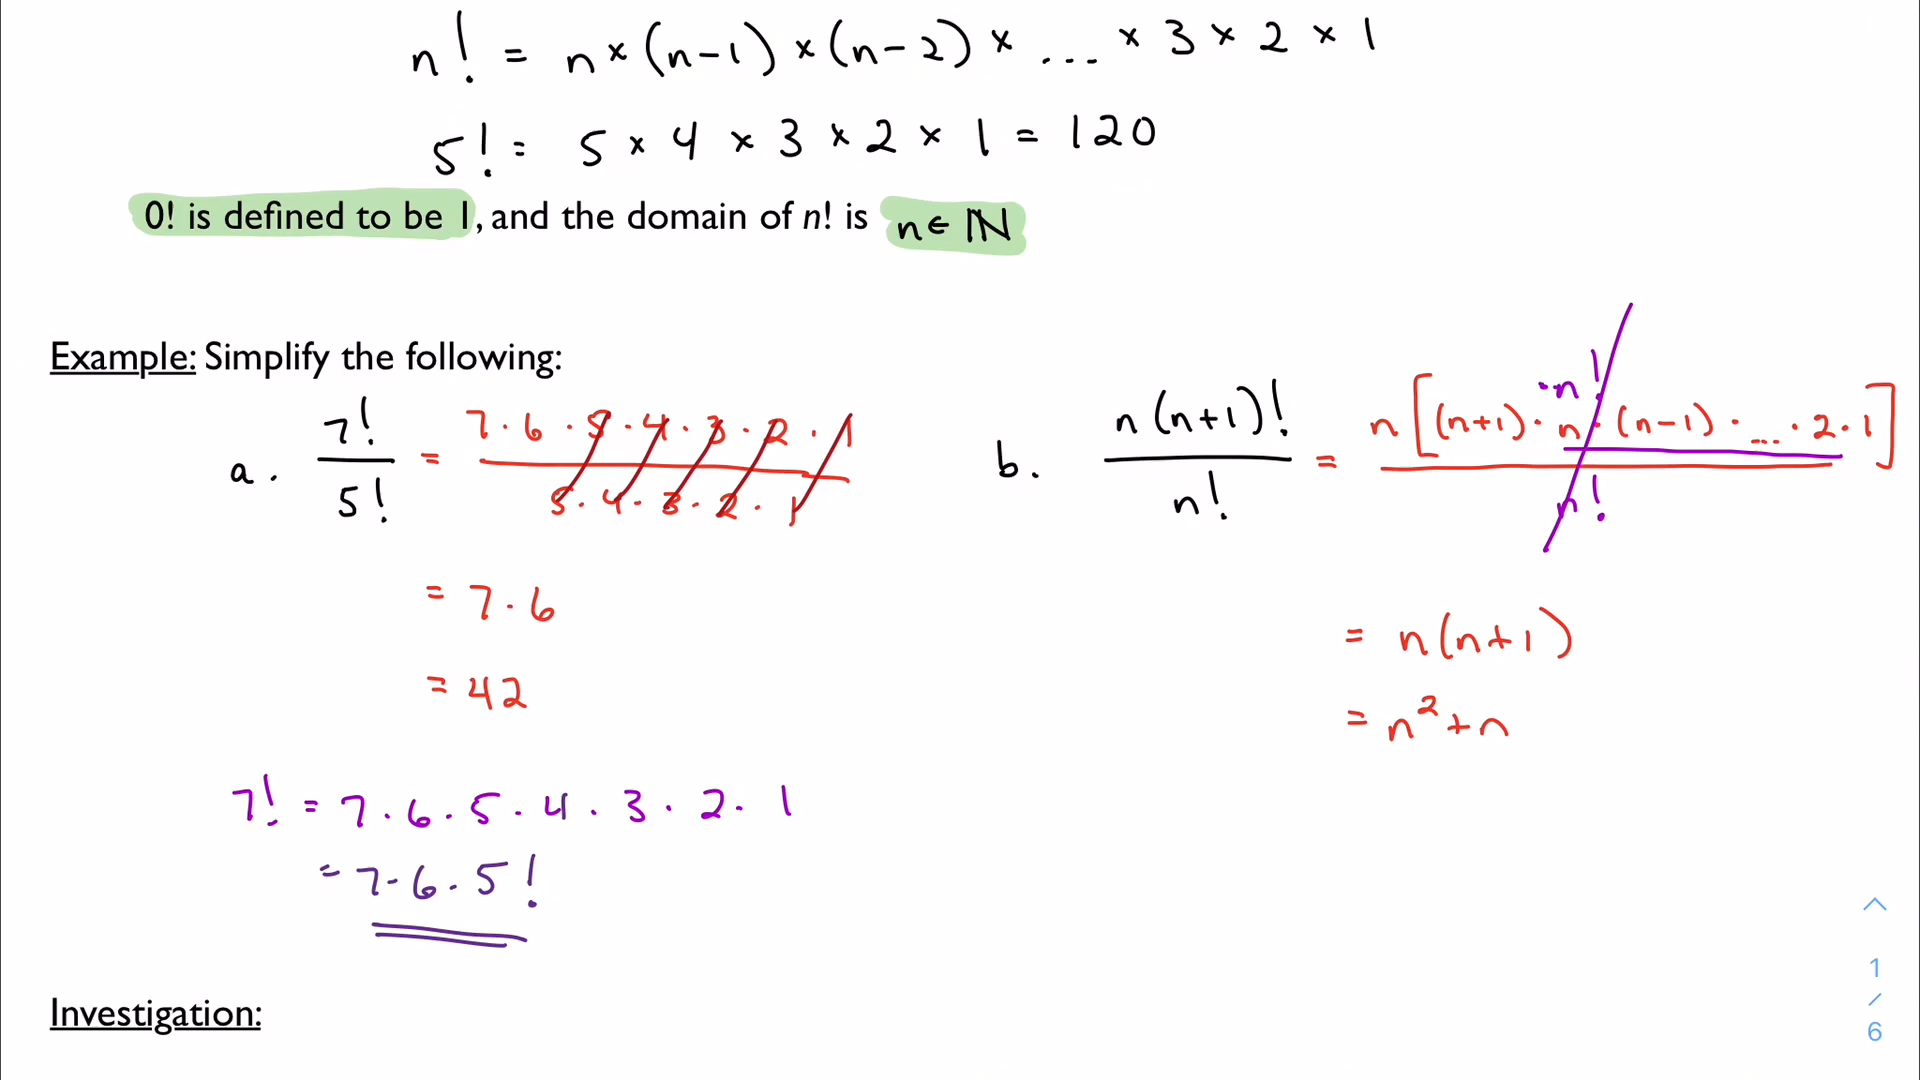 n! = n × (n-1) × (n-2) × ... × 3 × 2 × 1
5! = 5 × 4 × 3 × 2 × 1 = 120
0! is defined to be 1, and the domain of n! is n ∈ ℕ
Example: Simplify the following:
a. 7!/5! = 7·6·5·4·3·2·1 / 5·4·3·2·1
= 7·6
= 42
7! = 7·6·5·4·3·2·1
= 7·6·5!
b. n(n+1)!/n! = n[(n+1)·n·(n-1)·...·2·1] / n!
·n!
= n(n+1)
= n²+n
Investigation:
1
/
6